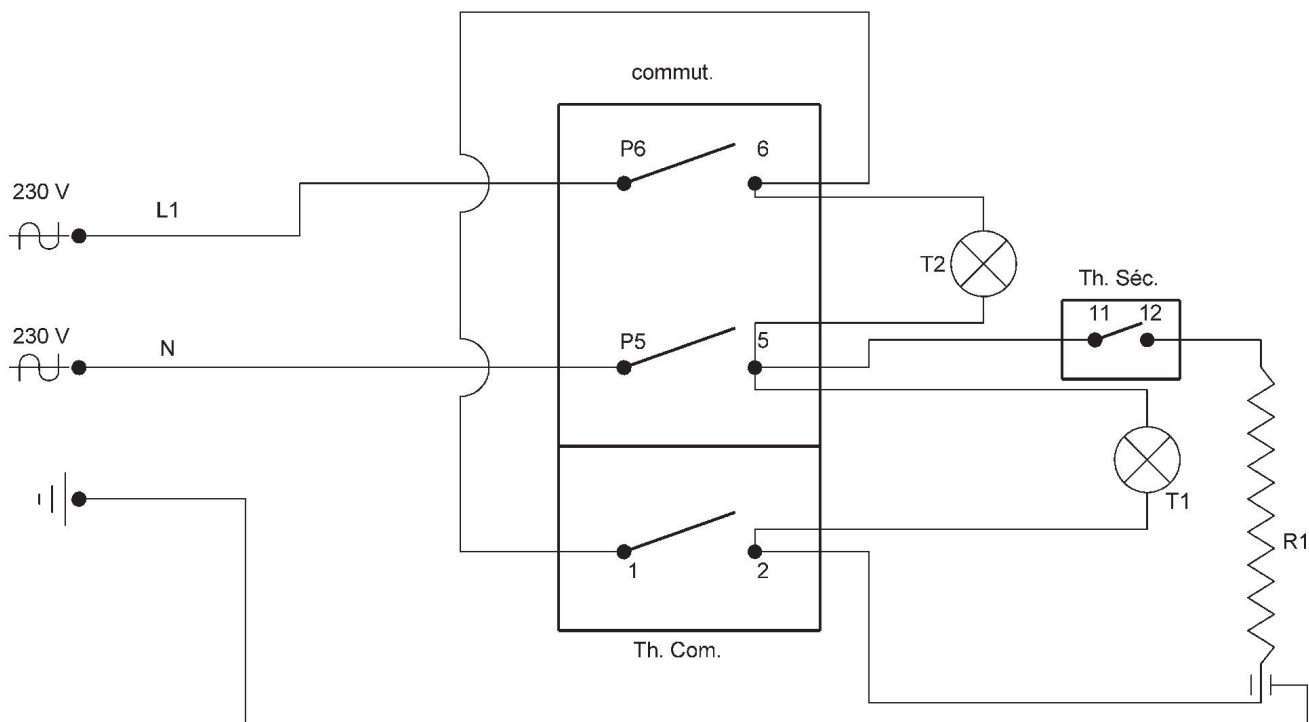 commut.
P6
6
230 V
L1
T2
Th. Séc.
11
12
230 V
N
P5
5
T1
R1
1
2
Th. Com.